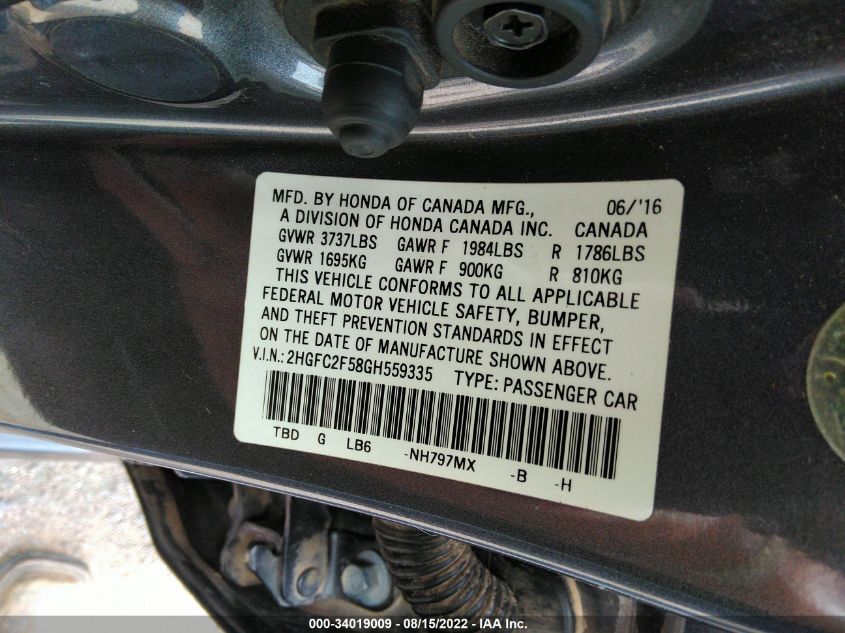 MFD. BY HONDA OF CANADA MFG., 06/'16
A DIVISION OF HONDA CANADA INC. CANADA
GVWR 3737LBS GAWR F 1984LBS R 1786LBS
GVWR 1695KG GAWR F 900KG R 810KG
THIS VEHICLE CONFORMS TO ALL APPLICABLE
FEDERAL MOTOR VEHICLE SAFETY, BUMPER,
AND THEFT PREVENTION STANDARDS IN EFFECT
ON THE DATE OF MANUFACTURE SHOWN ABOVE.
V.I.N.: 2HGFC2F58GH559335 TYPE: PASSENGER CAR
TBD G LB6 -NH797MX -B -H
000-34019009 - 08/15/2022 - IAA Inc.